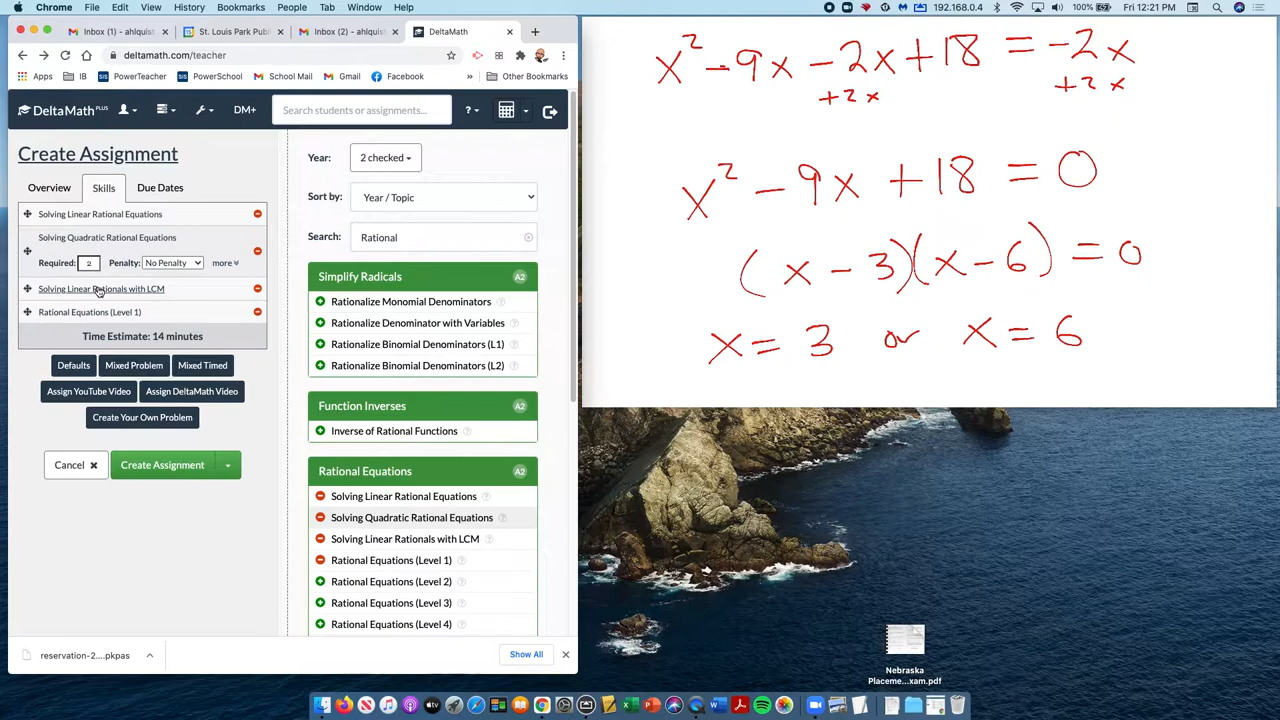 Chrome File Edit View History Bookmarks People Tab Window Help
192.168.0.4 100% Fri 12:21 PM
Inbox (1) - ahlquist St. Louis Park Public Inbox (2) - ahlquist DeltaMath
deltamath.com/teacher
Apps IB PowerTeacher PowerSchool School Mail Gmail Facebook Other Bookmarks
DeltaMath PLUS DM+ Search students or assignments... ?
Create Assignment
Overview Skills Due Dates
Solving Linear Rational Equations
Solving Quadratic Rational Equations
Required: 2 Penalty: No Penalty more
Solving Linear Rationals with LCM
Rational Equations (Level 1)
Time Estimate: 14 minutes
Defaults Mixed Problem Mixed Timed
Assign YouTube Video Assign DeltaMath Video
Create Your Own Problem
Cancel Create Assignment
Year: 2 checked
Sort by: Year / Topic
Search: Rational
Simplify Radicals A2
Rationalize Monomial Denominators
Rationalize Denominator with Variables
Rationalize Binomial Denominators (L1)
Rationalize Binomial Denominators (L2)
Function Inverses A2
Inverse of Rational Functions
Rational Equations A2
Solving Linear Rational Equations
Solving Quadratic Rational Equations
Solving Linear Rationals with LCM
Rational Equations (Level 1)
Rational Equations (Level 2)
Rational Equations (Level 3)
Rational Equations (Level 4)
reservation-2....pkpas Show All
x² - 9x - 2x + 18 = -2x
+2x +2x
x² - 9x + 18 = 0
(x - 3)(x - 6) = 0
x = 3 or x = 6
Nebraska
Placeme...xam.pdf